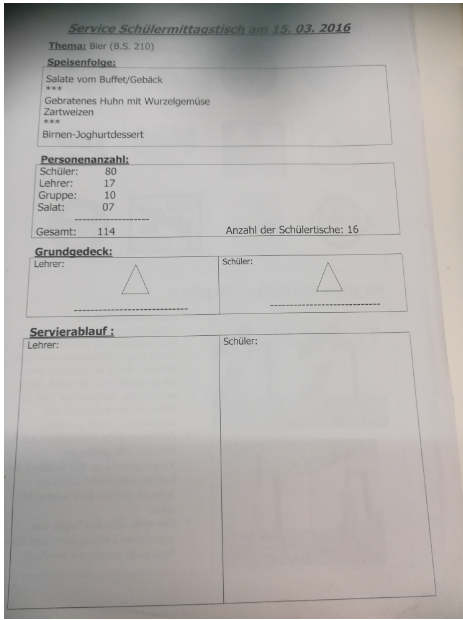 Service Schülermittagstisch am 15. 03. 2016
Thema: Bier (B.S. 210)
Speisenfolge:
Salate vom Buffet/Gebäck
***
Gebratenes Huhn mit Wurzelgemüse
Zartweizen
***
Birnen-Joghurtdessert
Personenanzahl:
Schüler: 80
Lehrer: 17
Gruppe: 10
Salat: 07
--------------------
Gesamt: 114 Anzahl der Schülertische: 16
Grundgedeck:
Lehrer: Schüler:
Servierablauf :
Lehrer: Schüler: